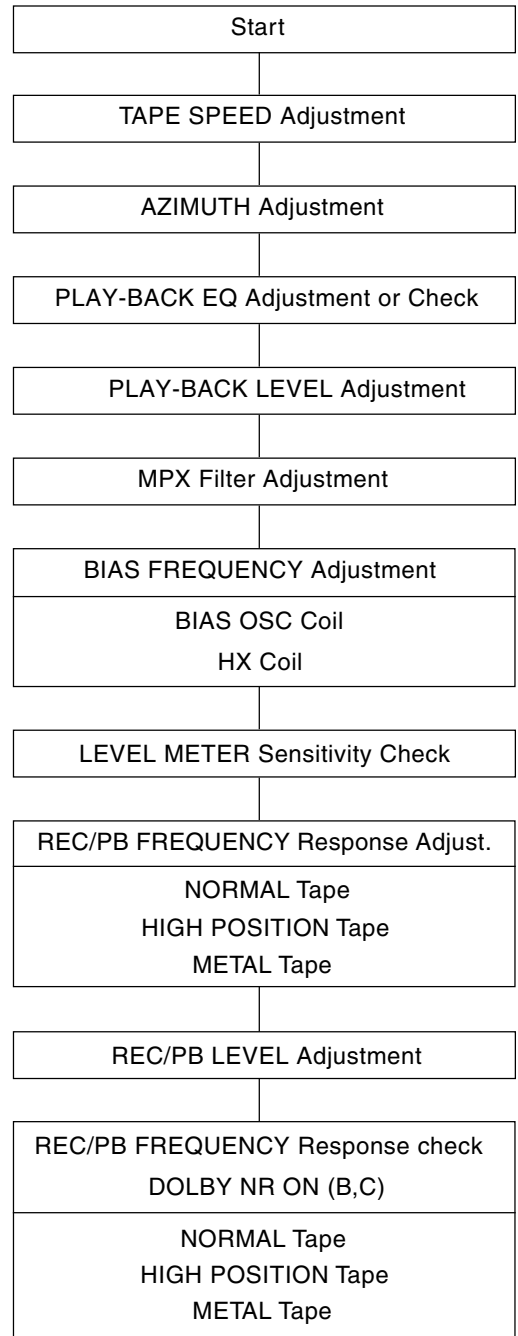 Start
TAPE SPEED Adjustment
AZIMUTH Adjustment
PLAY-BACK EQ Adjustment or Check
PLAY-BACK LEVEL Adjustment
MPX Filter Adjustment
BIAS FREQUENCY Adjustment
BIAS OSC Coil
HX Coil
LEVEL METER Sensitivity Check
REC/PB FREQUENCY Response Adjust.
NORMAL Tape
HIGH POSITION Tape
METAL Tape
REC/PB LEVEL Adjustment
REC/PB FREQUENCY Response check
DOLBY NR ON (B,C)
NORMAL Tape
HIGH POSITION Tape
METAL Tape